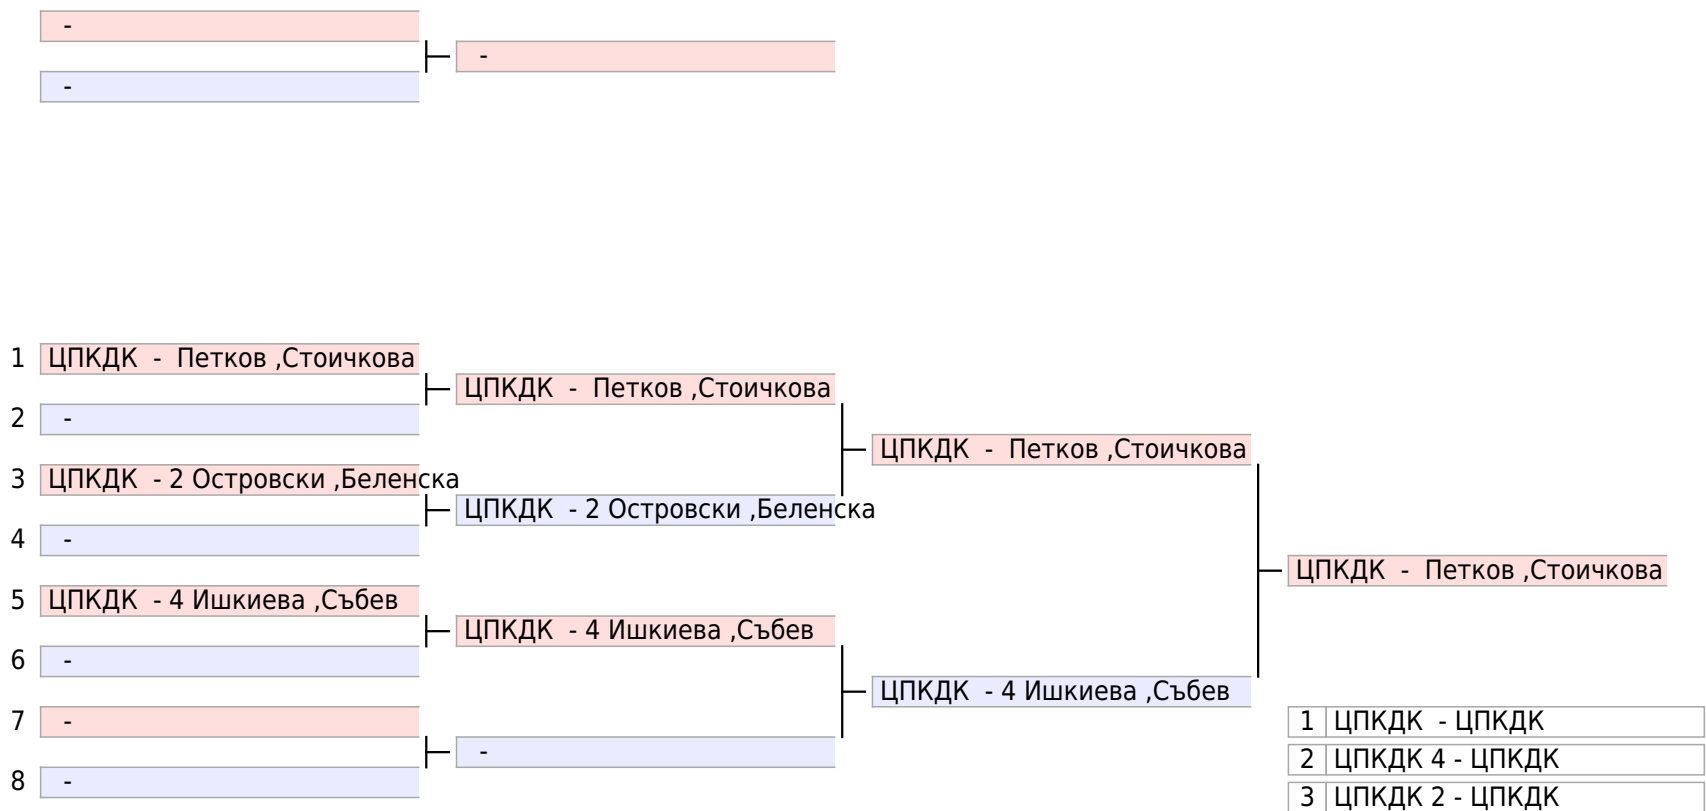 -
-
-
1 ЦПКДК - Петков ,Стоичкова
ЦПКДК - Петков ,Стоичкова
2 -
ЦПКДК - Петков ,Стоичкова
3 ЦПКДК - 2 Островски ,Беленска
ЦПКДК - 2 Островски ,Беленска
4 -
ЦПКДК - Петков ,Стоичкова
5 ЦПКДК - 4 Ишкиева ,Събев
ЦПКДК - 4 Ишкиева ,Събев
6 -
ЦПКДК - 4 Ишкиева ,Събев
7 -
-
8 -
1 ЦПКДК - ЦПКДК
2 ЦПКДК 4 - ЦПКДК
3 ЦПКДК 2 - ЦПКДК